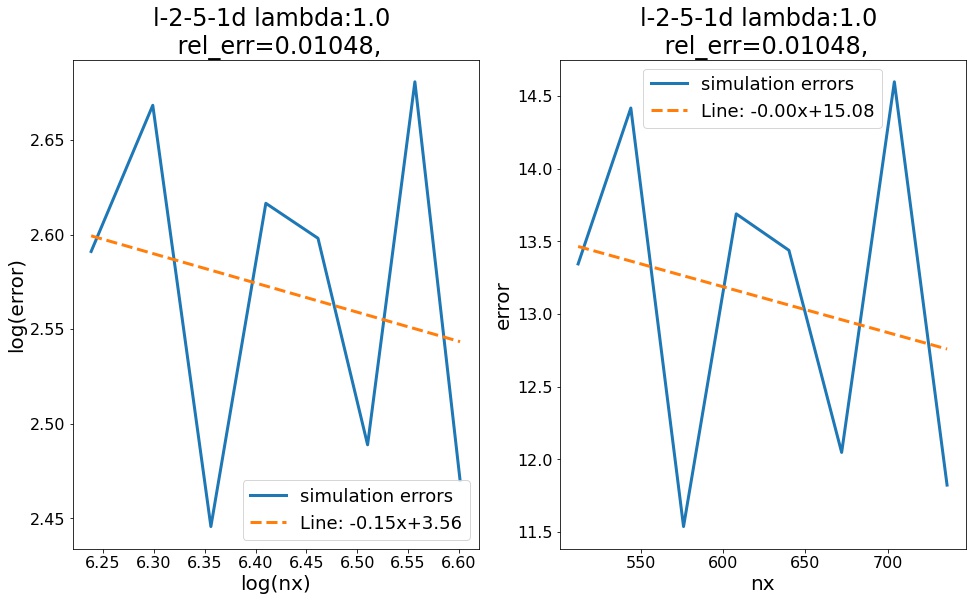 l-2-5-1d lambda:1.0
rel_err=0.01048,
log(error)
2.65
2.60
2.55
2.50
2.45
6.25 6.30 6.35 6.40 6.45 6.50 6.55 6.60
log(nx)
simulation errors
Line: -0.15x+3.56
l-2-5-1d lambda:1.0
rel_err=0.01048,
error
14.5
14.0
13.5
13.0
12.5
12.0
11.5
550 600 650 700
nx
simulation errors
Line: -0.00x+15.08